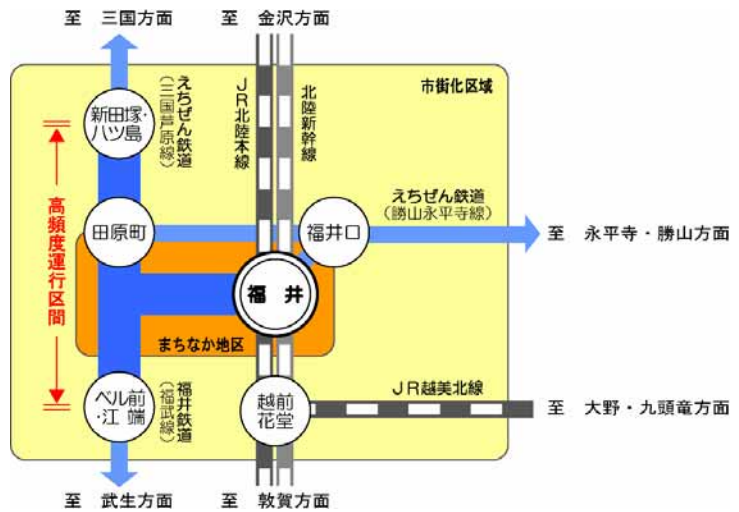 至 三国方面
至 金沢方面
市街化区域
えちぜん鉄道
（三国芦原線）
JR北陸本線
北陸新幹線
新田塚・
八ツ島
高頻度運行区間
田原町
福井口
えちぜん鉄道
（勝山永平寺線）
至 永平寺・勝山方面
福井
まちなか地区
ベル前
・江端
福井鉄道
（福武線）
越前
花堂
JR越美北線
至 大野・九頭竜方面
至 武生方面
至 敦賀方面